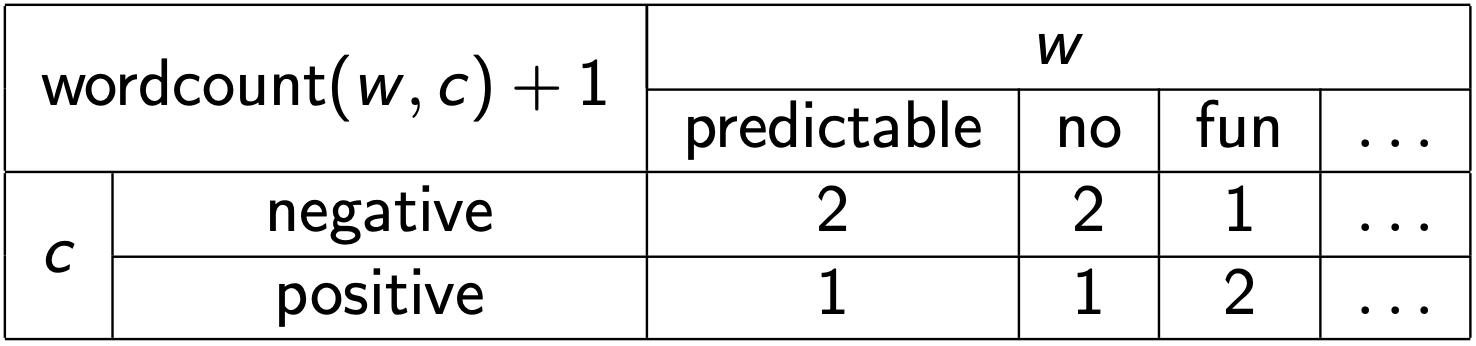 wordcount(w, c) + 1
w
predictable no fun ...
c
negative 2 2 1 ...
positive 1 1 2 ...